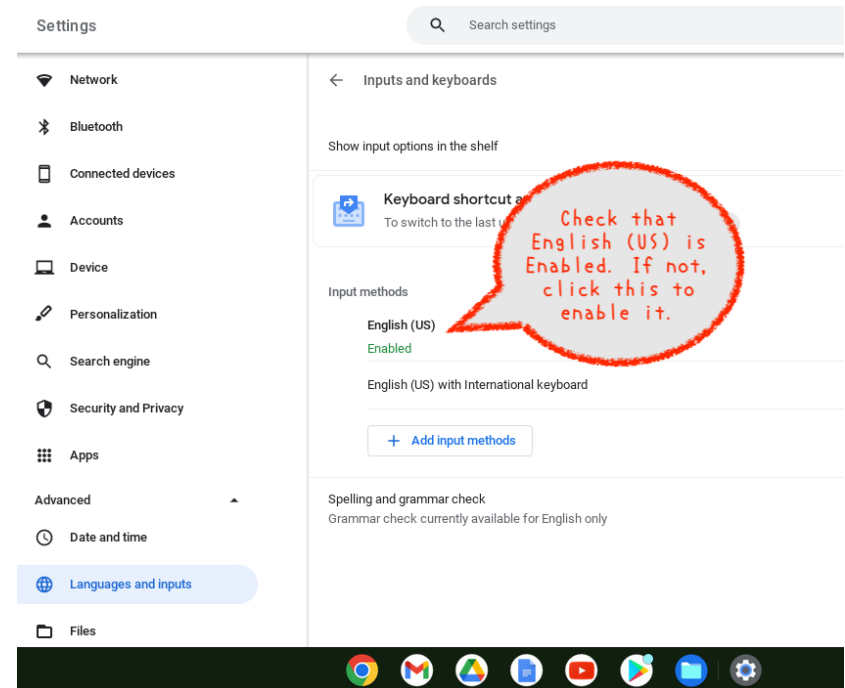 Settings
Search settings
Network
Bluetooth
Connected devices
Accounts
Device
Personalization
Search engine
Security and Privacy
Apps
Advanced
Date and time
Languages and inputs
Files
Inputs and keyboards
Show input options in the shelf
Keyboard shortcut
To switch to the last
Check that
English (US) is
Enabled. If not,
click this to
enable it.
Input methods
English (US)
Enabled
English (US) with International keyboard
+ Add input methods
Spelling and grammar check
Grammar check currently available for English only